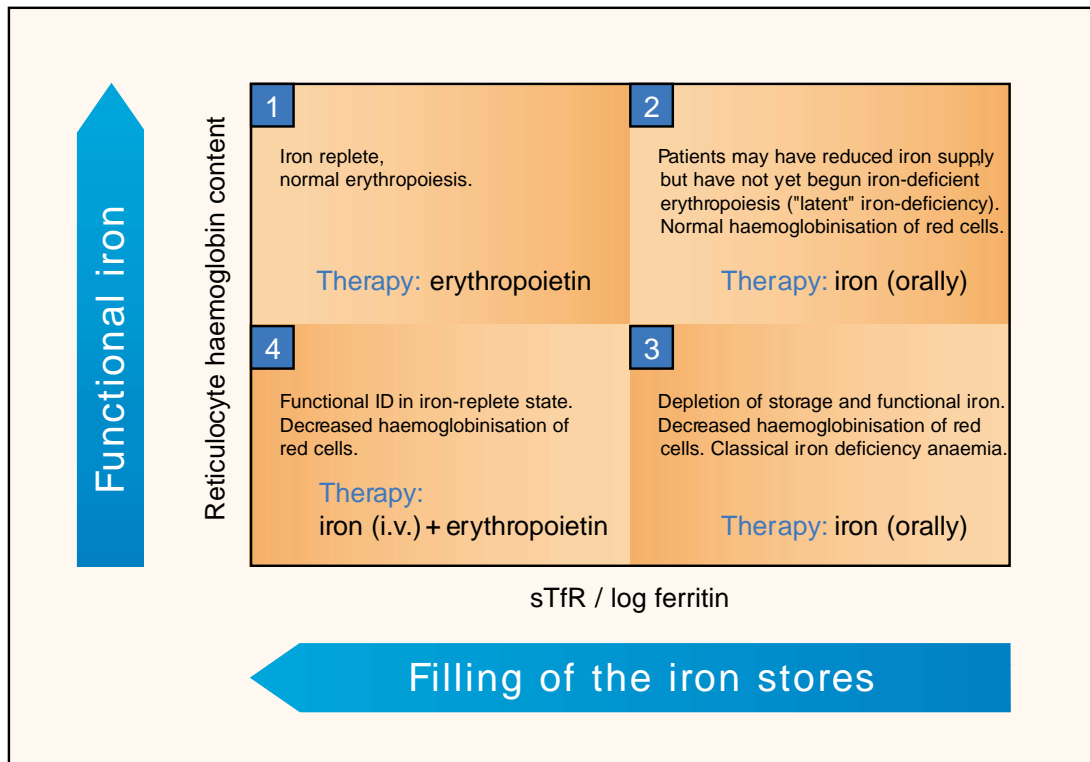 Functional iron
Reticulocyte haemoglobin content
1
Iron replete,
normal erythropoiesis.
Therapy: erythropoietin
2
Patients may have reduced iron supply
but have not yet begun iron-deficient
erythropoiesis ("latent" iron-deficiency).
Normal haemoglobinisation of red cells.
Therapy: iron (orally)
4
Functional ID in iron-replete state.
Decreased haemoglobinisation of
red cells.
Therapy:
iron (i.v.) + erythropoietin
3
Depletion of storage and functional iron.
Decreased haemoglobinisation of red
cells. Classical iron deficiency anaemia.
Therapy: iron (orally)
sTfR / log ferritin
Filling of the iron stores